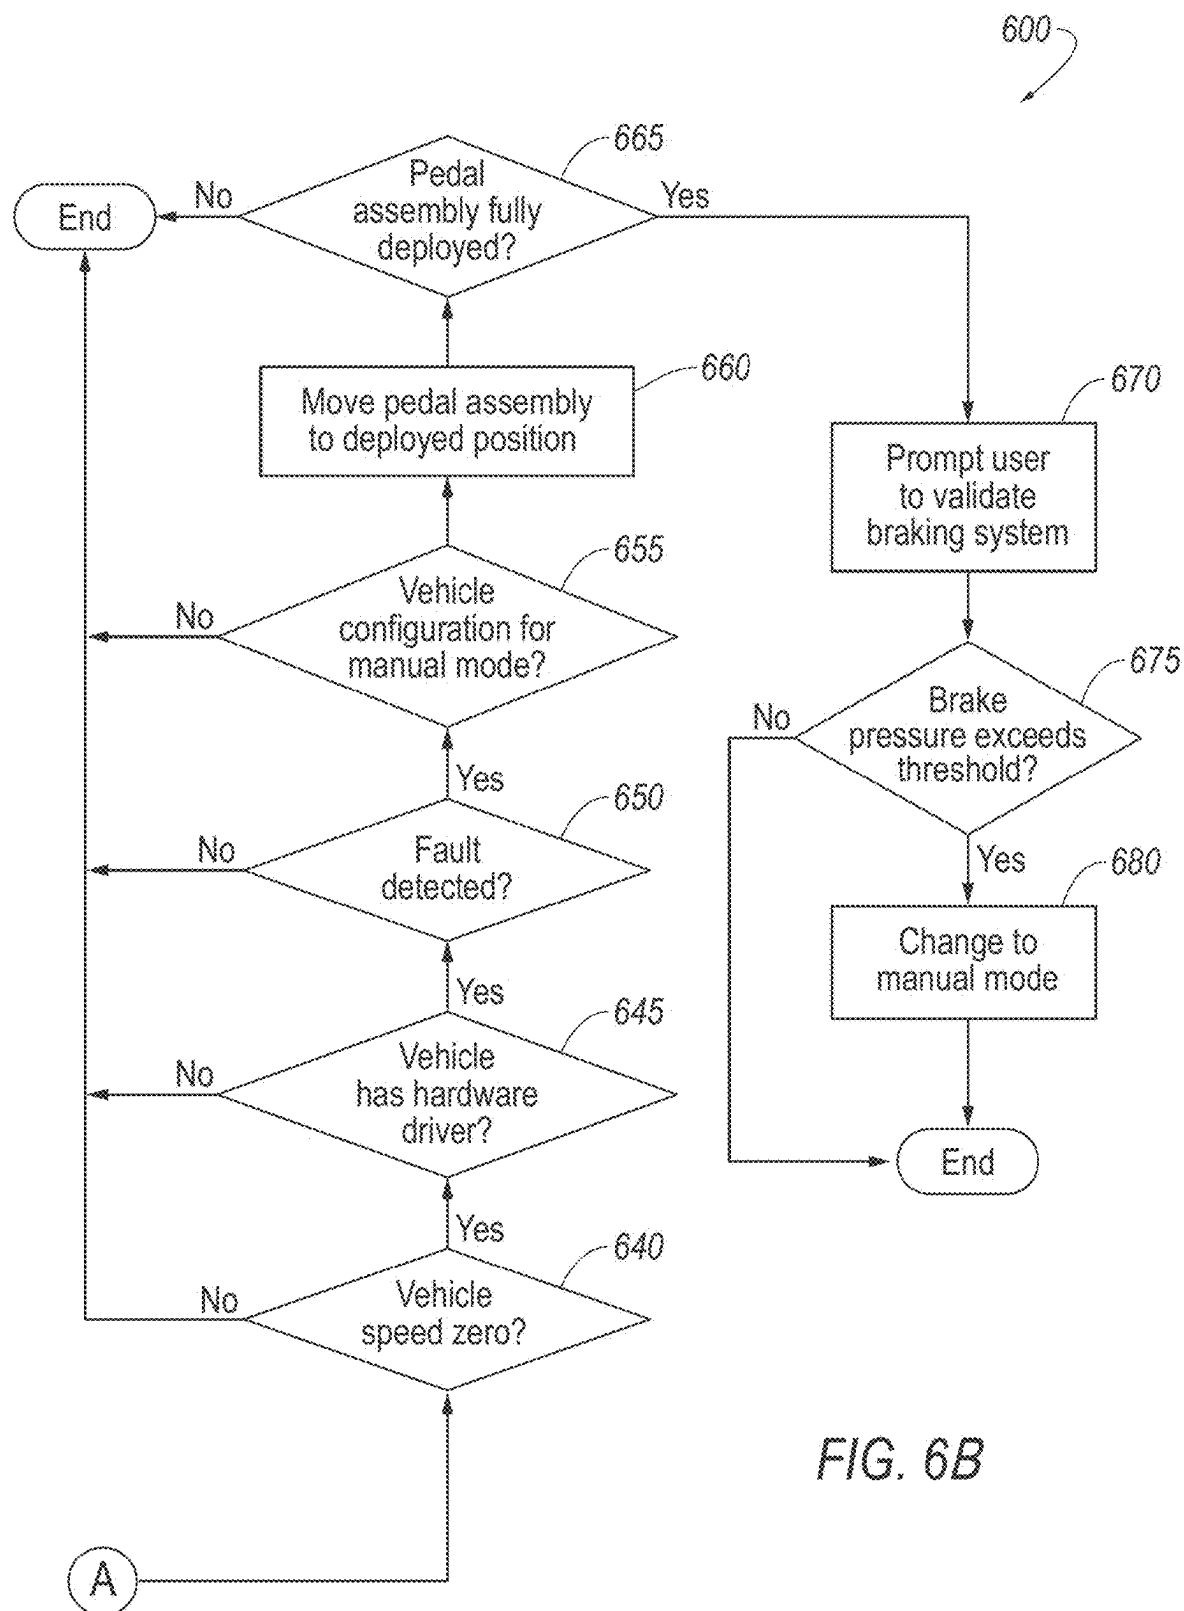 600
665
Pedal
assembly fully
deployed?
No
Yes
End
660
Move pedal assembly
to deployed position
670
Prompt user
to validate
braking system
655
Vehicle
configuration for
manual mode?
No
675
Brake
pressure exceeds
threshold?
No
Yes
Yes
650
Fault
detected?
No
680
Change to
manual mode
Yes
645
Vehicle
has hardware
driver?
No
End
Yes
640
Vehicle
speed zero?
No
FIG. 6B
A